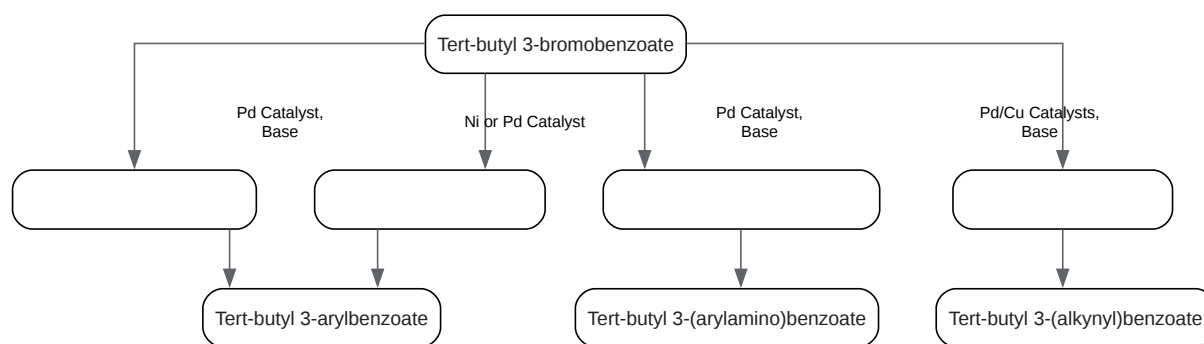 Tert-butyl 3-bromobenzoate
Pd Catalyst,
Base
Ni or Pd Catalyst
Pd Catalyst,
Base
Pd/Cu Catalysts,
Base
Tert-butyl 3-arylbenzoate
Tert-butyl 3-(arylamino)benzoate
Tert-butyl 3-(alkynyl)benzoate